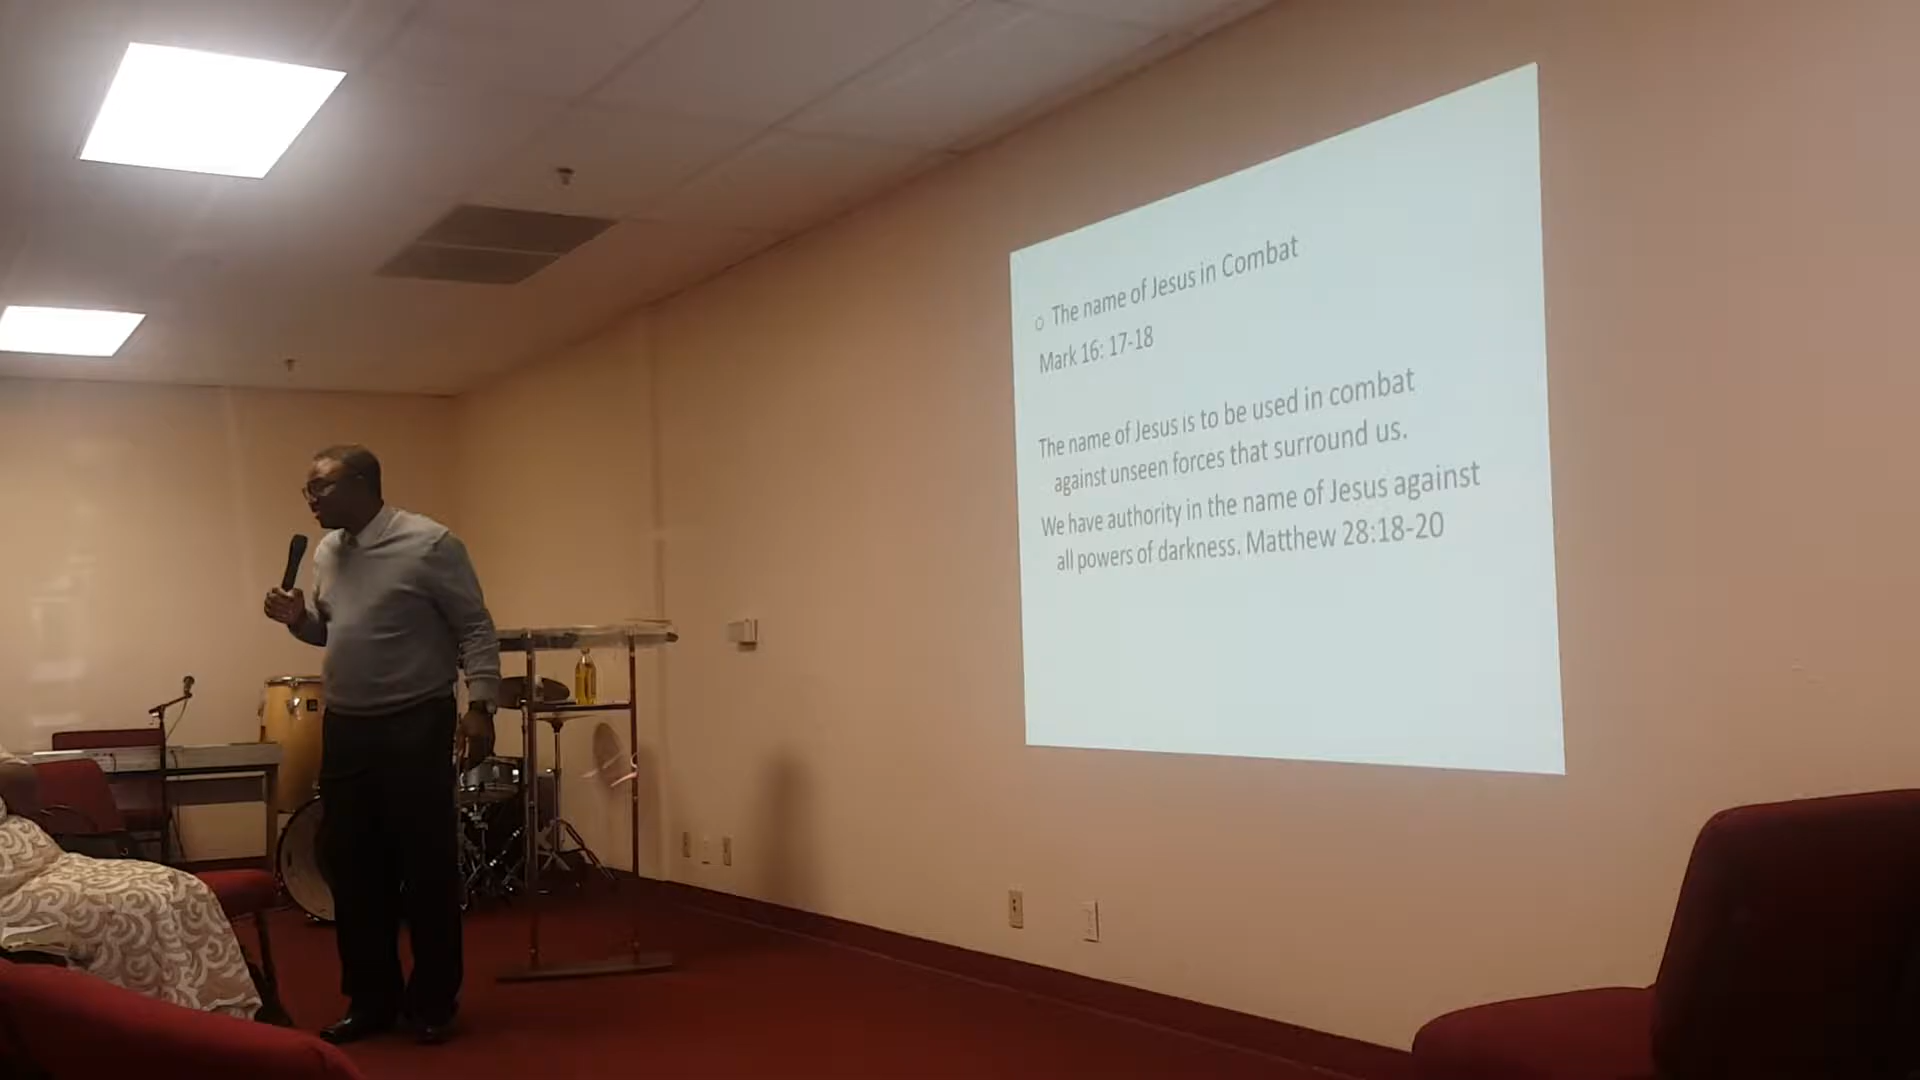 ○ The name of Jesus in Combat
Mark 16: 17-18
The name of Jesus is to be used in combat
against unseen forces that surround us.
We have authority in the name of Jesus against
all powers of darkness. Matthew 28:18-20